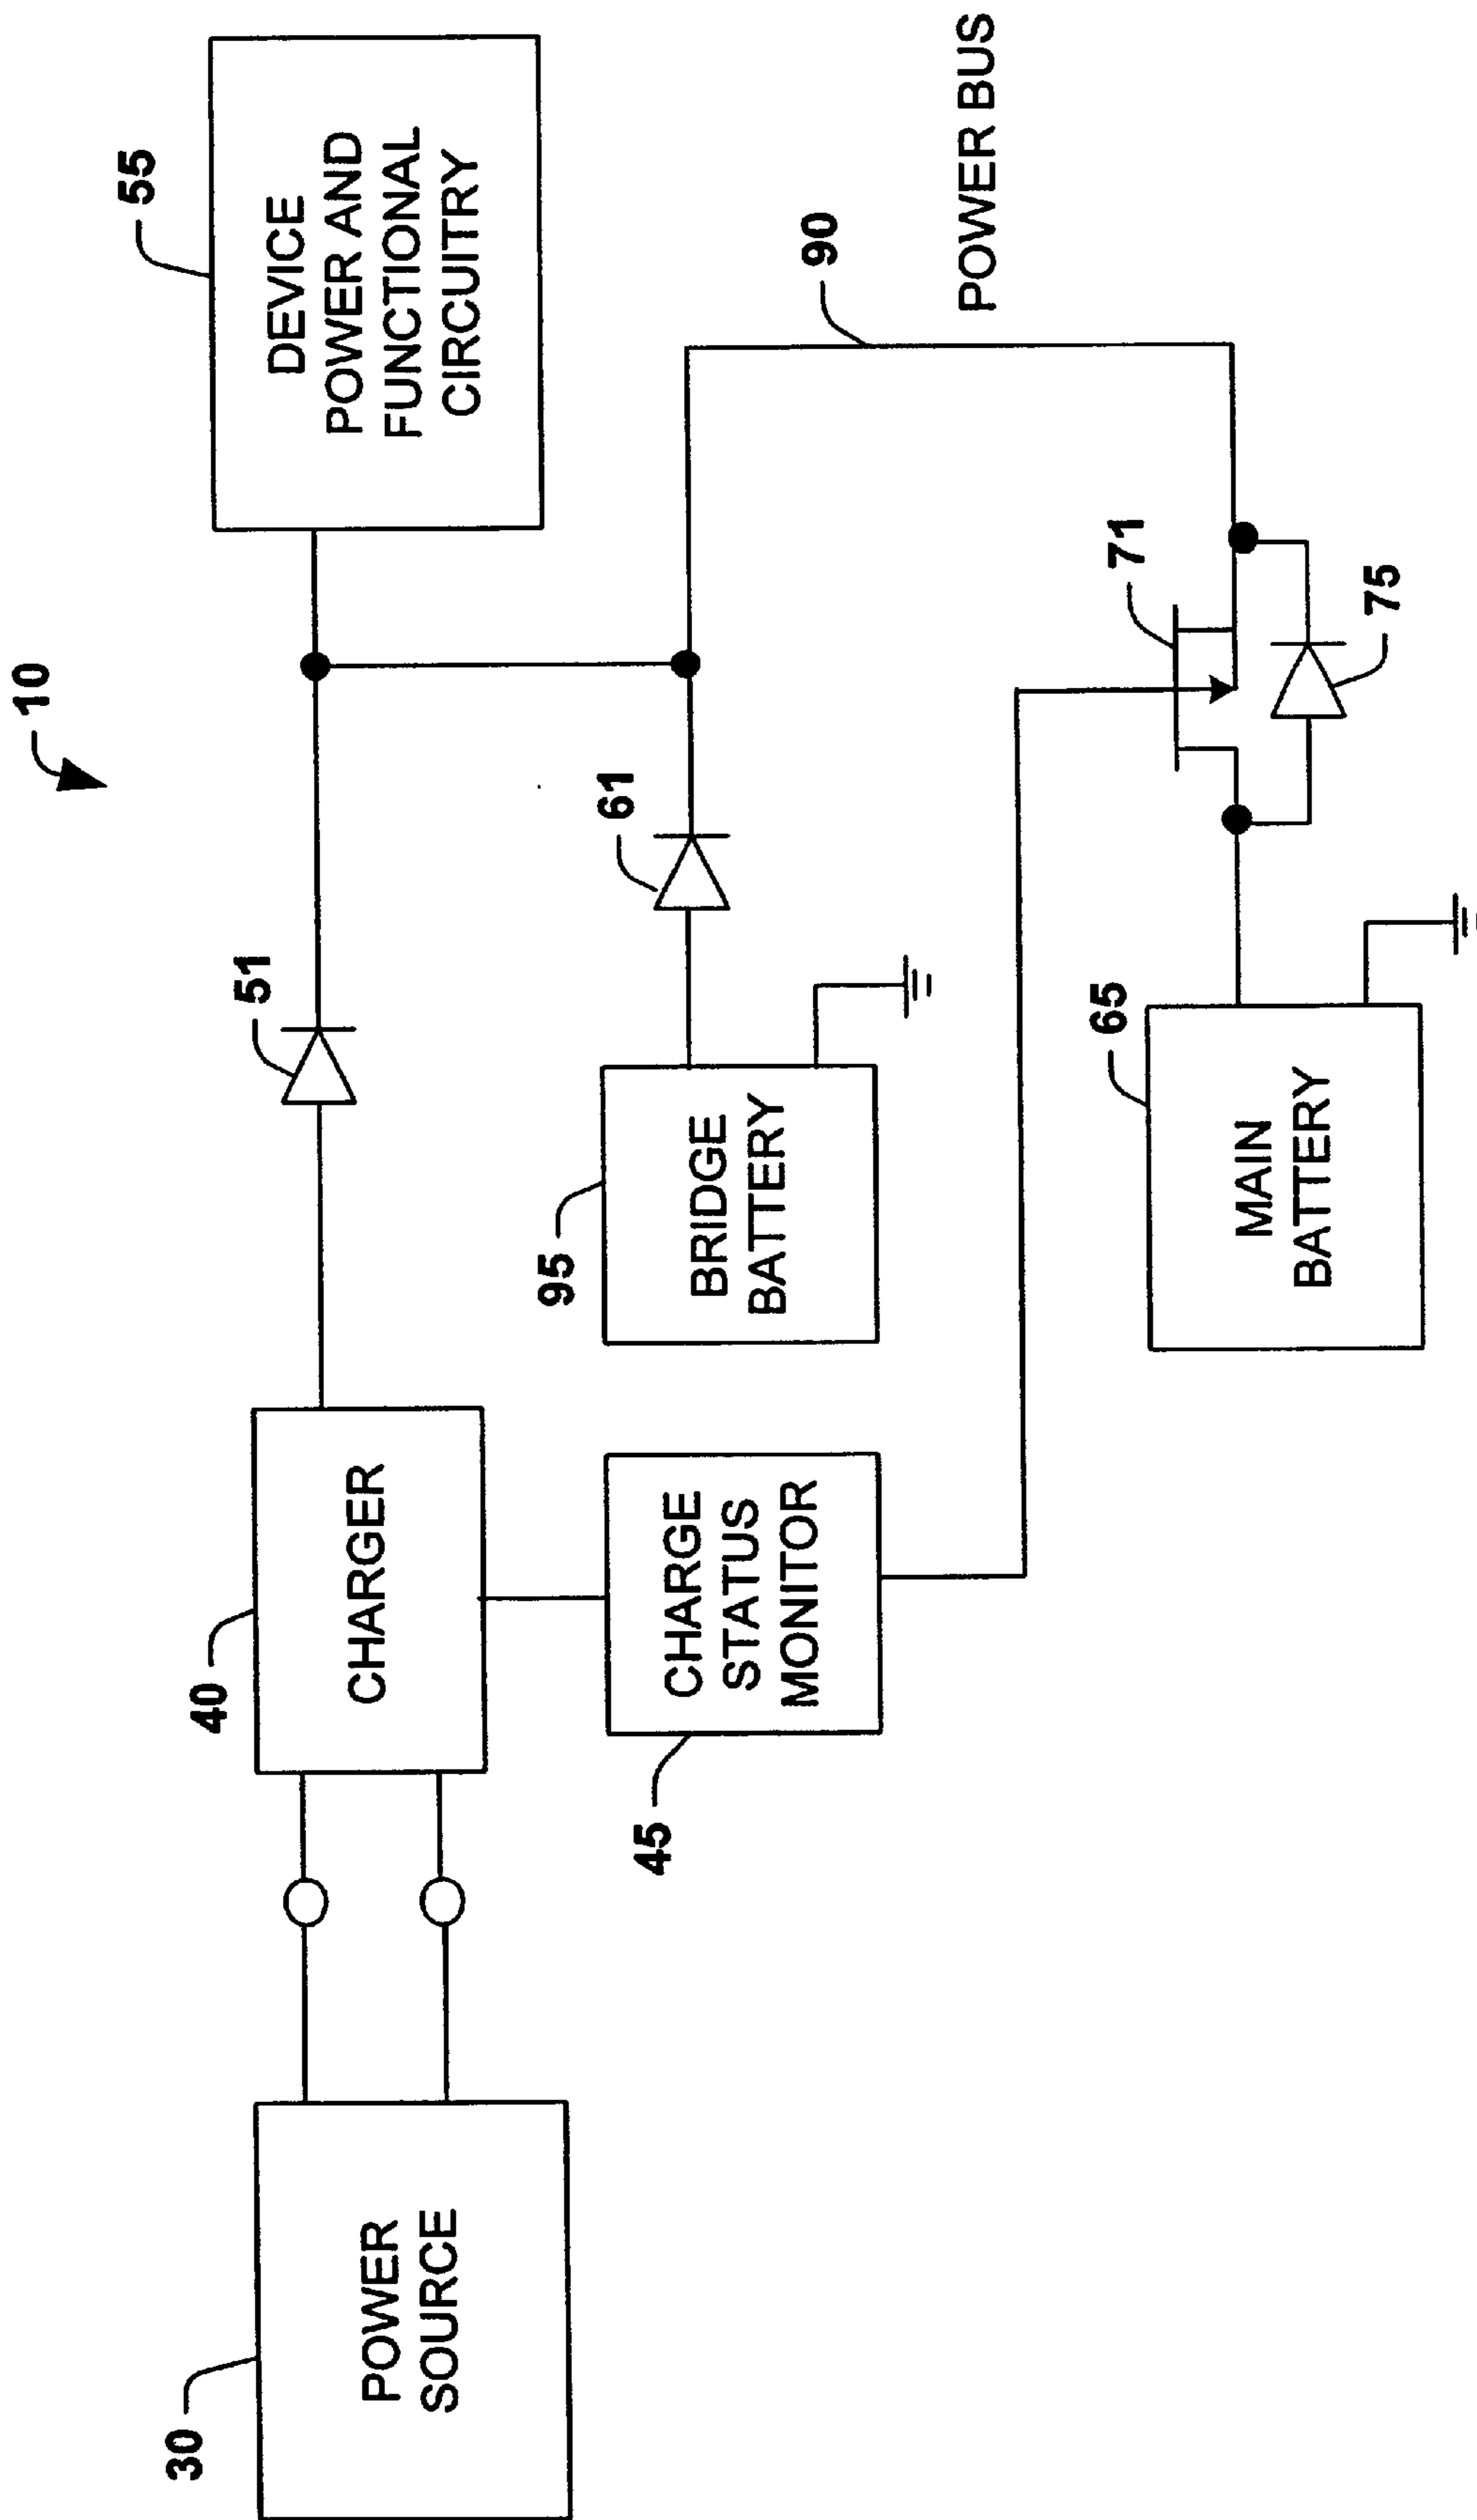 10
30
POWER
SOURCE
40
CHARGER
45
CHARGE
STATUS
MONITOR
51
55
DEVICE
POWER AND
FUNCTIONAL
CIRCUITRY
95
BRIDGE
BATTERY
61
90
POWER BUS
65
MAIN
BATTERY
71
75